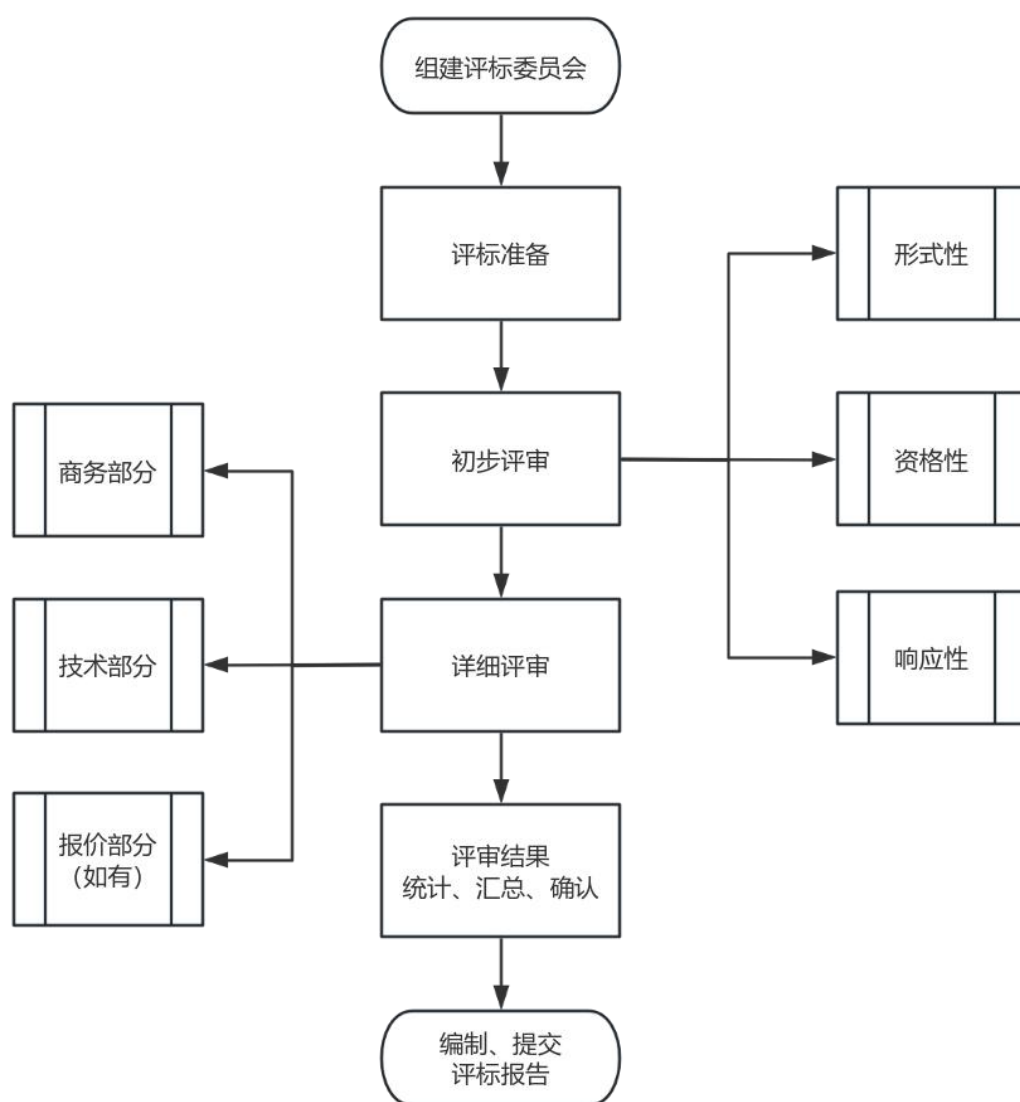 组建评标委员会
评标准备
形式性
初步评审
资格性
商务部分
详细评审
技术部分
响应性
报价部分
（如有）
评审结果
统计、汇总、确认
编制、提交
评标报告